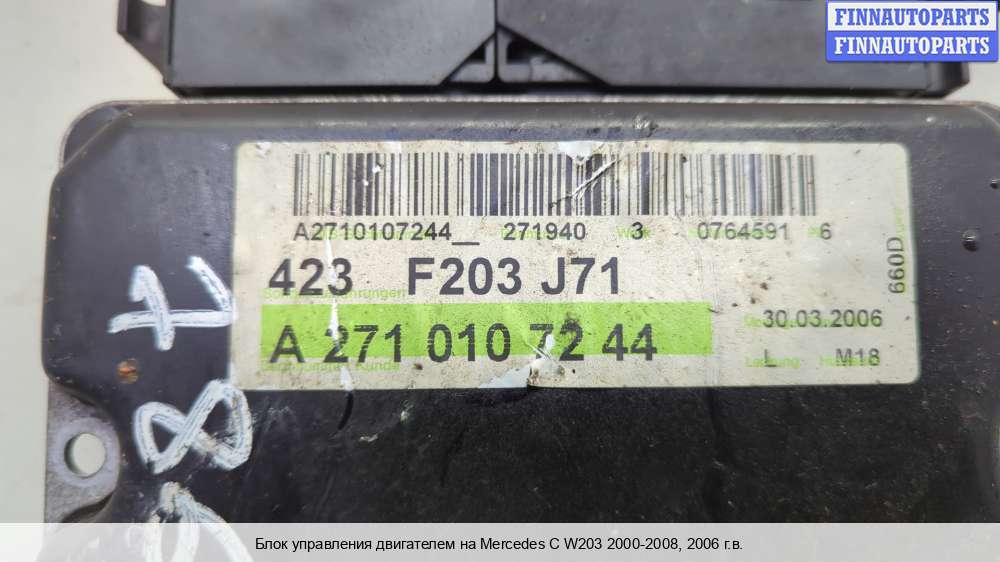 FINNAUTOPARTS
FINNAUTOPARTS
A2710107244__ 271940 3 0764591 6
423 F203 J71
660D
A 271 010 72 44
30.03.2006
L M18
Блок управления двигателем на Mercedes C W203 2000-2008, 2006 г.в.